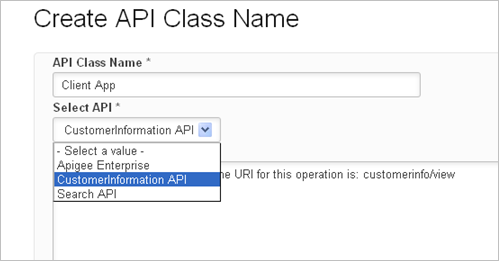 Create API Class Name
API Class Name *
Client App
Select API *
CustomerInformation API
- Select a value -
Apigee Enterprise
CustomerInformation API
Search API
URI for this operation is: customerinfo/view